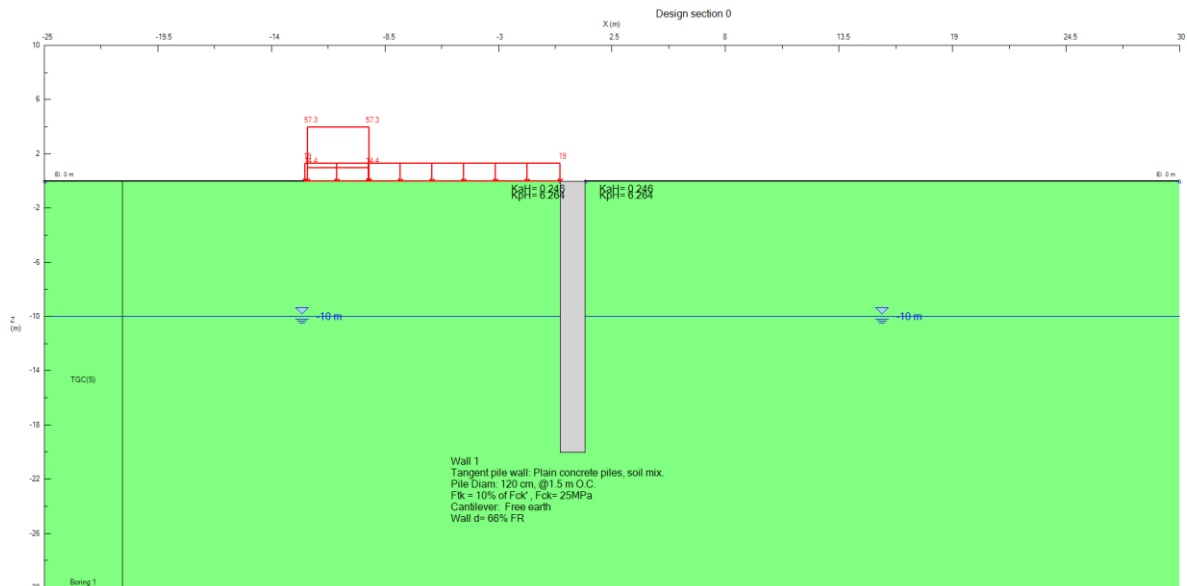 Design section 0
X (m)
-25 -19.5 -14 -8.5 -3 2.5 8 13.5 19 24.5 30
10
6
57.3 57.3
2
19
El. 0 m
El. 0 m
KaH= 0.246 KaH= 0.246
KpH= 6.264 KpH= 6.264
-2
-6
Z
(m)
-10
-10 m -10 m
-14
TGC(S)
-18
Wall 1
Tangent pile wall: Plain concrete piles, soil mix.
-22
Pile Diam: 120 cm, @1.5 m O.C.
Ftk = 10% of Fck' , Fck= 25MPa
Cantilever: Free earth
Wall d= 66% FR
-26
Boring 1